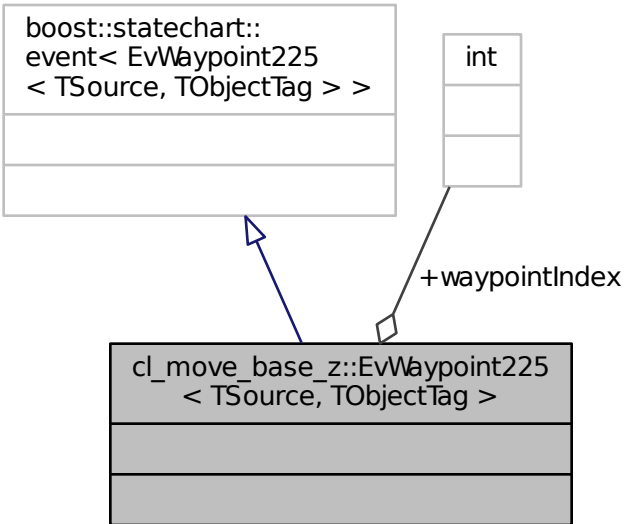 boost::statechart::
event< EvWaypoint225
< TSource, TObjectTag > >
int
+waypointIndex
cl_move_base_z::EvWaypoint225
< TSource, TObjectTag >